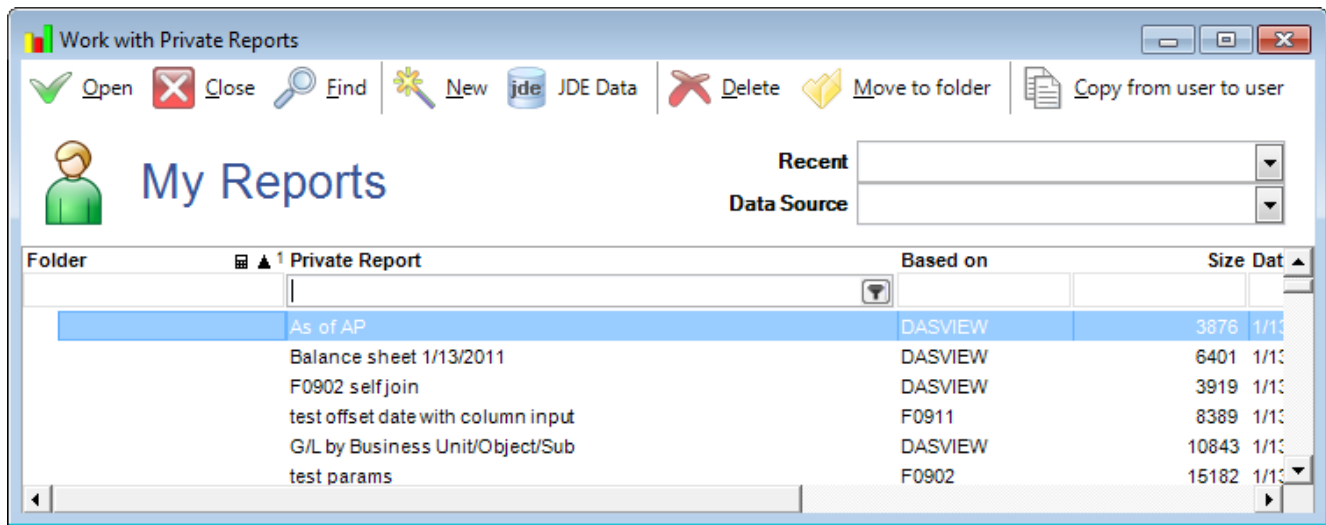 Work with Private Reports
Open Close Find New jde JDE Data Delete Move to folder Copy from user to user
My Reports
Recent
Data Source
Folder 1 Private Report Based on Size Dat
As of AP DASVIEW 3876 1/13
Balance sheet 1/13/2011 DASVIEW 6401 1/13
F0902 self join DASVIEW 3919 1/13
test offset date with column input F0911 8389 1/13
G/L by Business Unit/Object/Sub DASVIEW 10843 1/13
test params F0902 15182 1/13